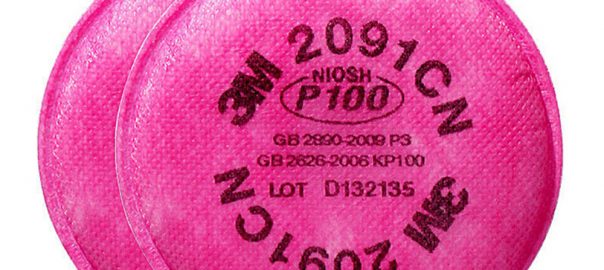 3M 2091CN
NIOSH
P100
GB 2890-2009 P3
GB 2626-2006 KP100
LOT D132135
3M 2091CN